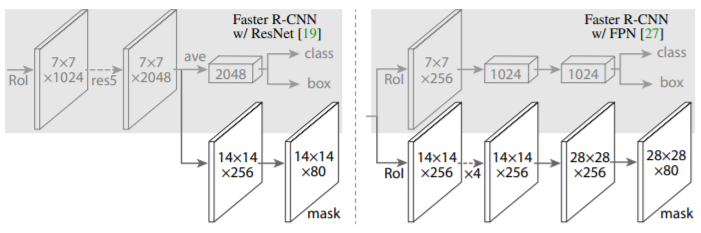 Faster R-CNN
w/ ResNet [19]
RoI
7×7
×1024
res5
7×7
×2048
ave
2048
class
box
14×14
×256
14×14
×80
mask
Faster R-CNN
w/ FPN [27]
RoI
7×7
×256
1024
1024
class
box
RoI
14×14
×256
×4
14×14
×256
28×28
×256
28×28
×80
mask